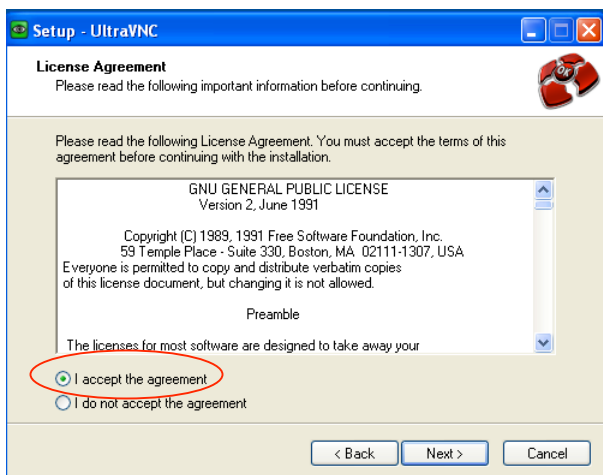 Setup - UltraVNC
License Agreement
Please read the following important information before continuing.
OK
Please read the following License Agreement. You must accept the terms of this
agreement before continuing with the installation.
GNU GENERAL PUBLIC LICENSE
Version 2, June 1991
Copyright (C) 1989, 1991 Free Software Foundation, Inc.
59 Temple Place - Suite 330, Boston, MA  02111-1307, USA
Everyone is permitted to copy and distribute verbatim copies
of this license document, but changing it is not allowed.
Preamble
The licenses for most software are designed to take away your
I accept the agreement
I do not accept the agreement
< Back Next > Cancel